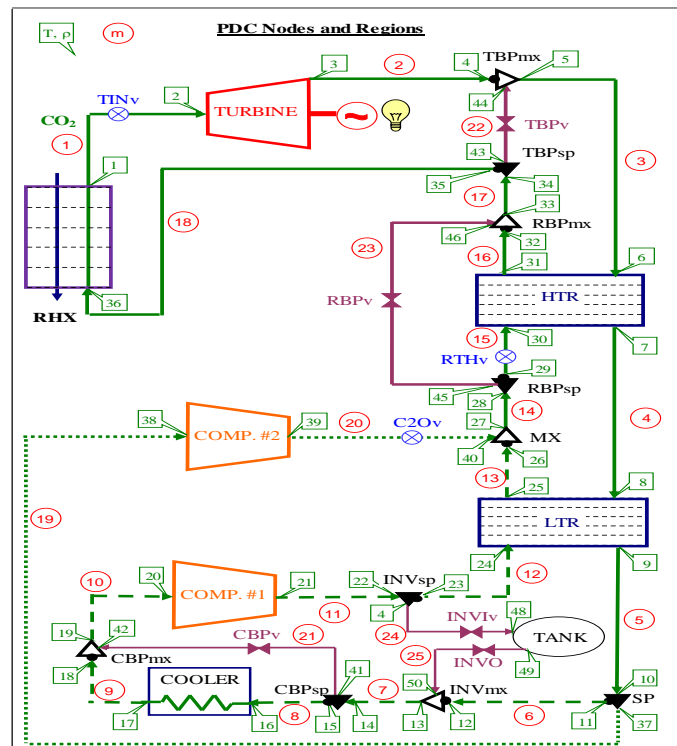 PDC Nodes and Regions
T, ρ
m
TBPmx
3
2
4
5
TINv
2
TURBINE
~
44
CO₂
22
TBPv
1
43
TBPsp
3
1
35
34
17
33
18
RBPmx
23
46
32
16
31
6
36
RBPv
HTR
RHX
15
30
7
RTHv
29
45
RBPsp
28
14
4
38
39
20
C2Ov
27
COMP. #2
MX
40
26
13
25
8
19
LTR
24
9
10
20
COMP. #1
21
22
INVsp
23
12
11
4
INVIv
48
5
19
42
CBPv
21
24
TANK
18
CBPmx
25
INVO
49
COOLER
41
50
10
9
CBPsp
7
INVmx
SP
17
16
8
15
14
13
12
6
11
37